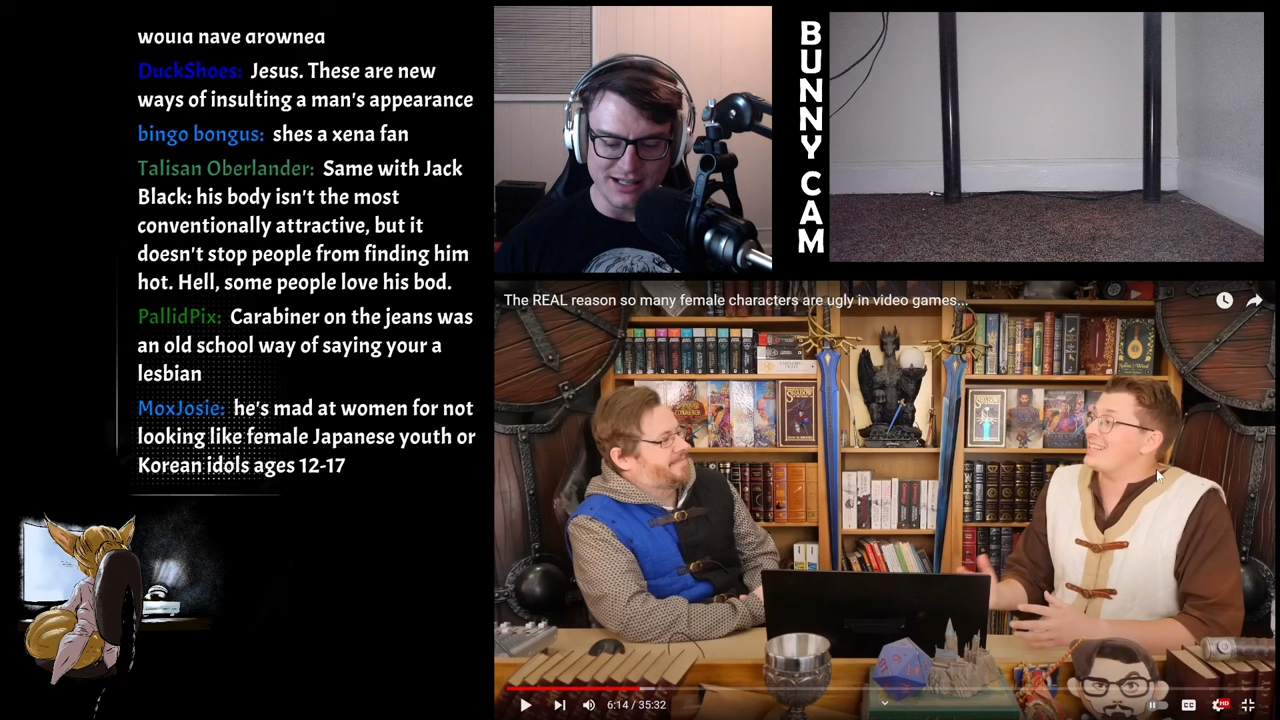 would have drowned
DuckShoes: Jesus. These are new
ways of insulting a man's appearance
bingo bongus: shes a xena fan
Talisan Oberlander: Same with Jack
Black: his body isn't the most
conventionally attractive, but it
doesn't stop people from finding him
hot. Hell, some people love his bod.
PallidPix: Carabiner on the jeans was
an old school way of saying your a
lesbian
MoxJosie: he's mad at women for not
looking like female Japanese youth or
Korean idols ages 12-17
BUNNY CAM
The REAL reason so many female characters are ugly in video games...
6:14 / 35:32
CC
HD